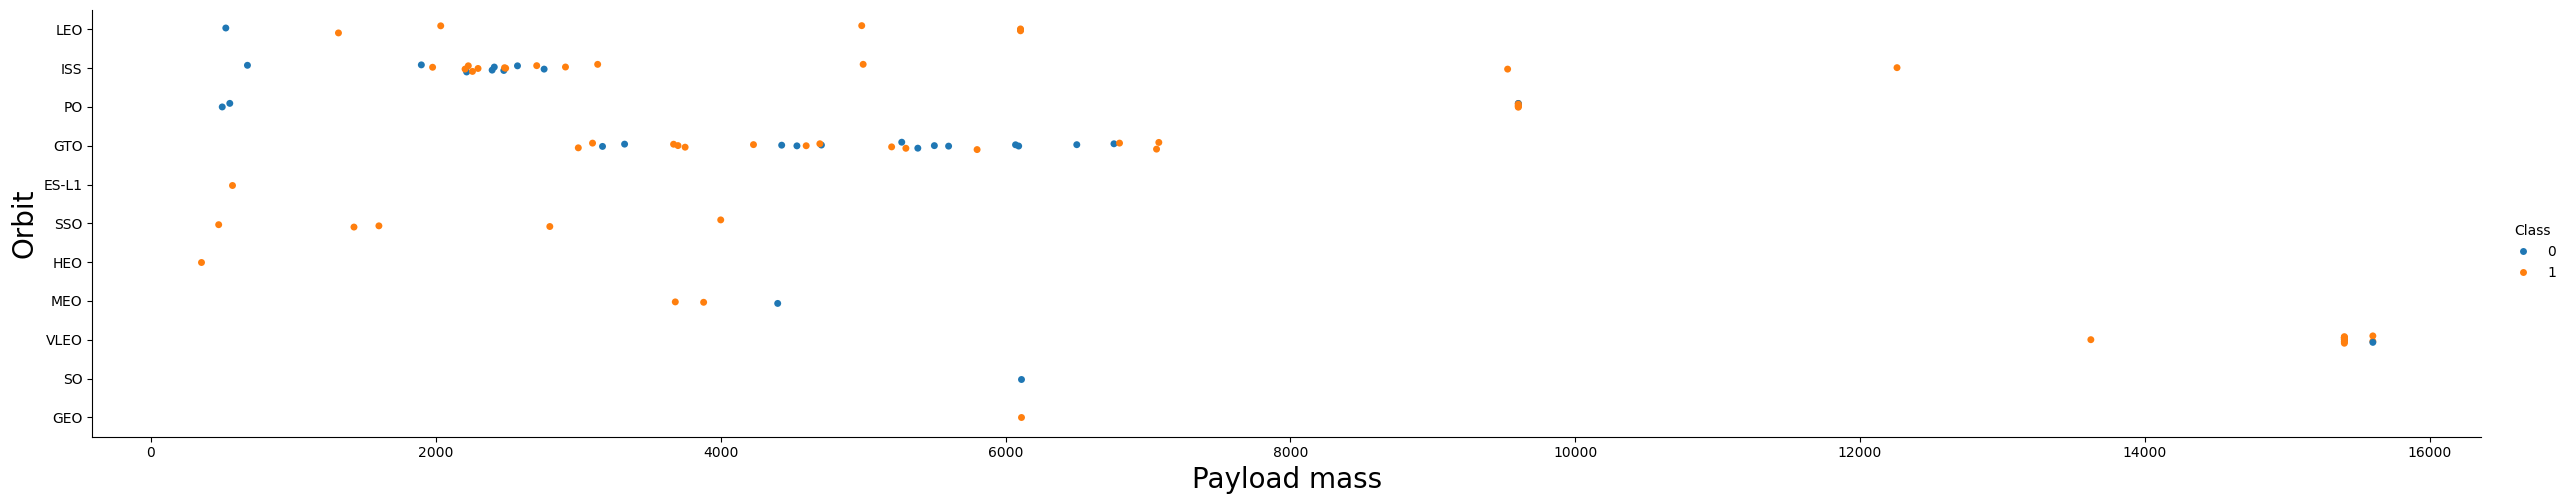 LEO
ISS
PO
GTO
ES-L1
SSO
HEO
MEO
VLEO
SO
GEO
Orbit
0 2000 4000 6000 8000 10000 12000 14000 16000
Payload mass
Class
0
1